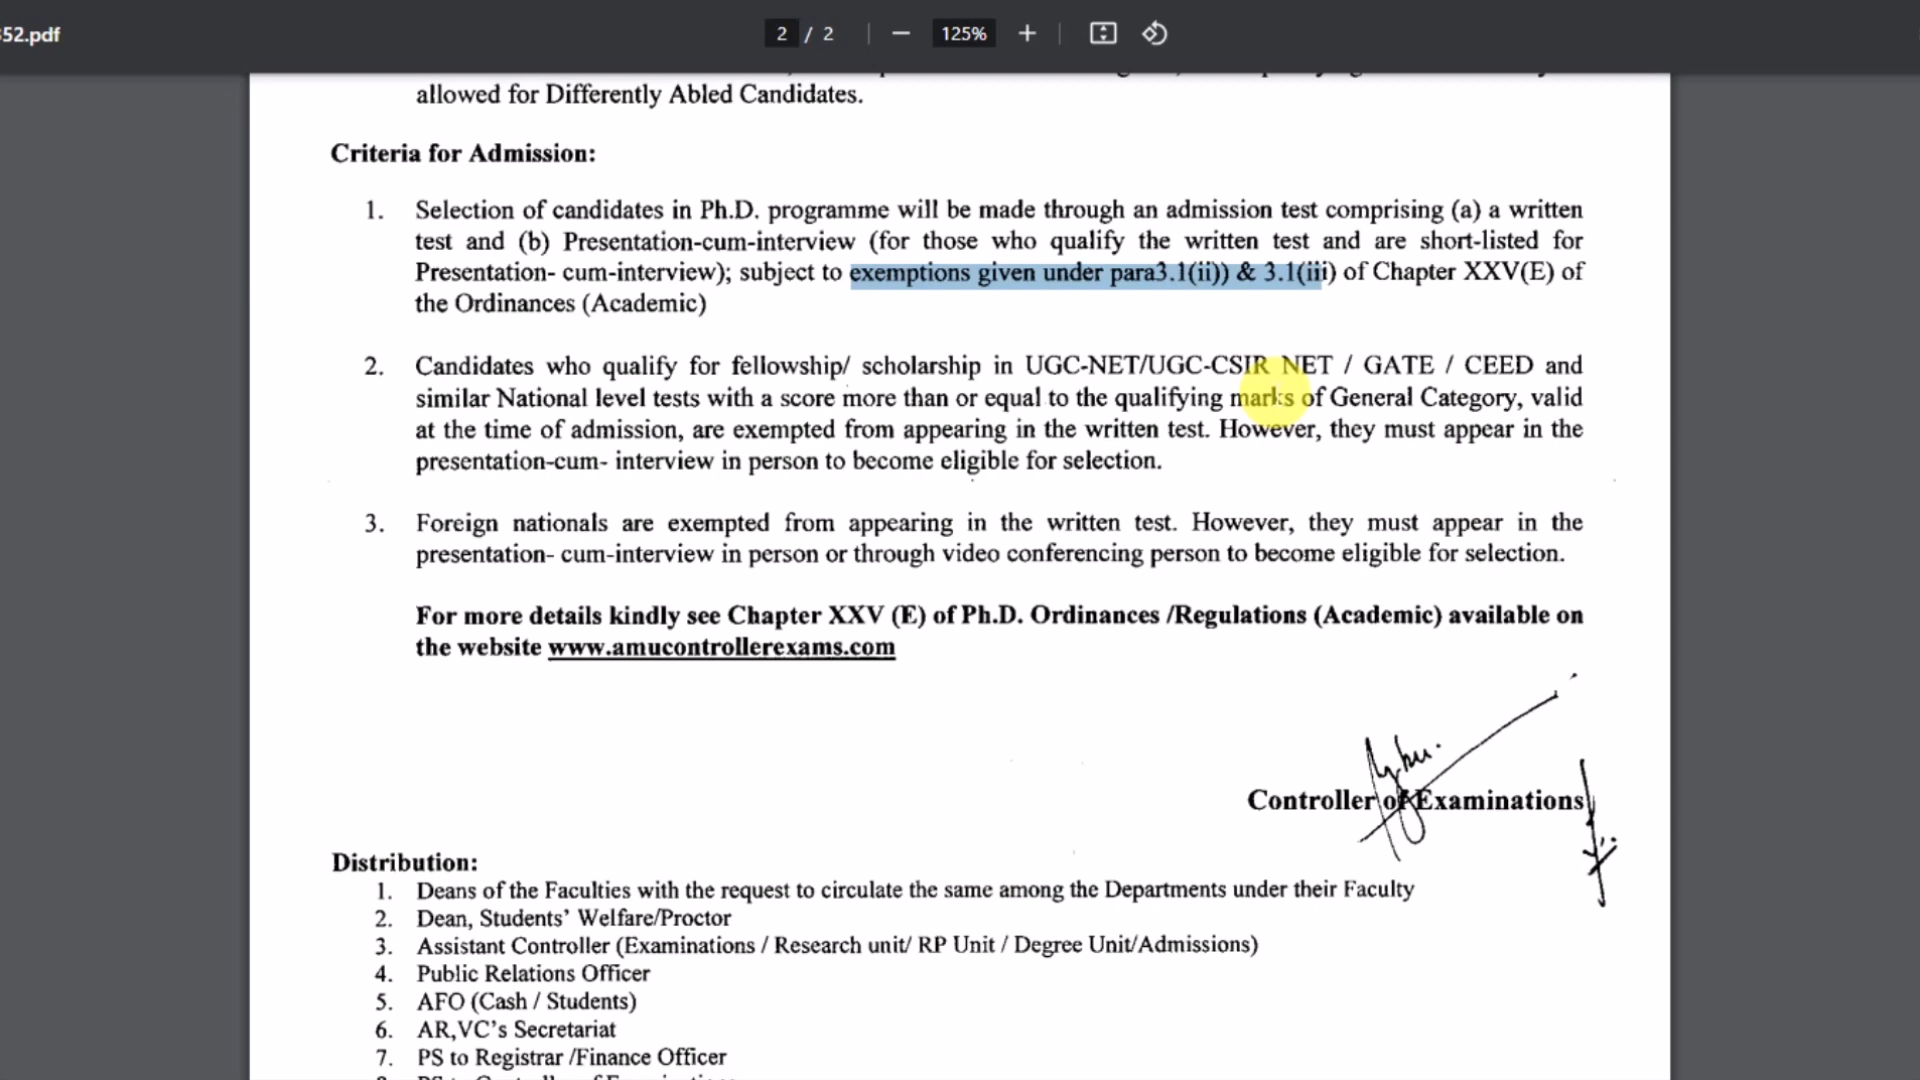 52.pdf
2 / 2
125%
allowed for Differently Abled Candidates.
Criteria for Admission:
1. Selection of candidates in Ph.D. programme will be made through an admission test comprising (a) a written
test and (b) Presentation-cum-interview (for those who qualify the written test and are short-listed for
Presentation- cum-interview); subject to exemptions given under para3.1(ii)) & 3.1(iii) of Chapter XXV(E) of
the Ordinances (Academic)
2. Candidates who qualify for fellowship/ scholarship in UGC-NET/UGC-CSIR NET / GATE / CEED and
similar National level tests with a score more than or equal to the qualifying marks of General Category, valid
at the time of admission, are exempted from appearing in the written test. However, they must appear in the
presentation-cum- interview in person to become eligible for selection.
3. Foreign nationals are exempted from appearing in the written test. However, they must appear in the
presentation- cum-interview in person or through video conferencing person to become eligible for selection.
For more details kindly see Chapter XXV (E) of Ph.D. Ordinances /Regulations (Academic) available on
the website www.amucontrollerexams.com
Controller of Examinations
Distribution:
1. Deans of the Faculties with the request to circulate the same among the Departments under their Faculty
2. Dean, Students' Welfare/Proctor
3. Assistant Controller (Examinations / Research unit/ RP Unit / Degree Unit/Admissions)
4. Public Relations Officer
5. AFO (Cash / Students)
6. AR,VC's Secretariat
7. PS to Registrar /Finance Officer